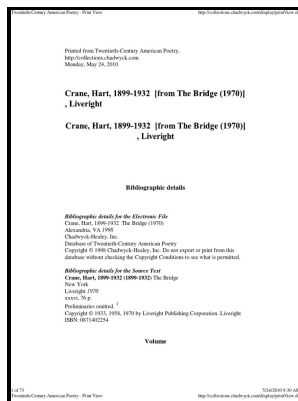 Twentieth-Century American Poetry - Print View
http://collections.chadwyck.com/display/printView.d
Printed from Twentieth-Century American Poetry,
http://collections.chadwyck.com
Monday, May 24, 2010
Crane, Hart, 1899-1932 [from The Bridge (1970)]
, Liveright
Crane, Hart, 1899-1932 [from The Bridge (1970)]
, Liveright
Bibliographic details
Bibliographic details for the Electronic File
Crane, Hart, 1899-1932 The Bridge (1970)
Alexandria, VA 1998
Chadwyck-Healey, Inc.
Database of Twentieth-Century American Poetry
Copyright © 1998 Chadwyck-Healey, Inc. Do not export or print from this
database without checking the Copyright Conditions to see what is permitted.
Bibliographic details for the Source Text
Crane, Hart, 1899-1932 (1899-1932) The Bridge
New York
Liveright 1970
xxxvi, 76 p.
Preliminaries omitted. 1
Copyright © 1933, 1958, 1970 by Liveright Publishing Corporation. Liveright
ISBN: 0871402254
Volume
1 of 73
5/24/2010 9:30 AM
Twentieth-Century American Poetry - Print View
http://collections.chadwyck.com/display/printView.d